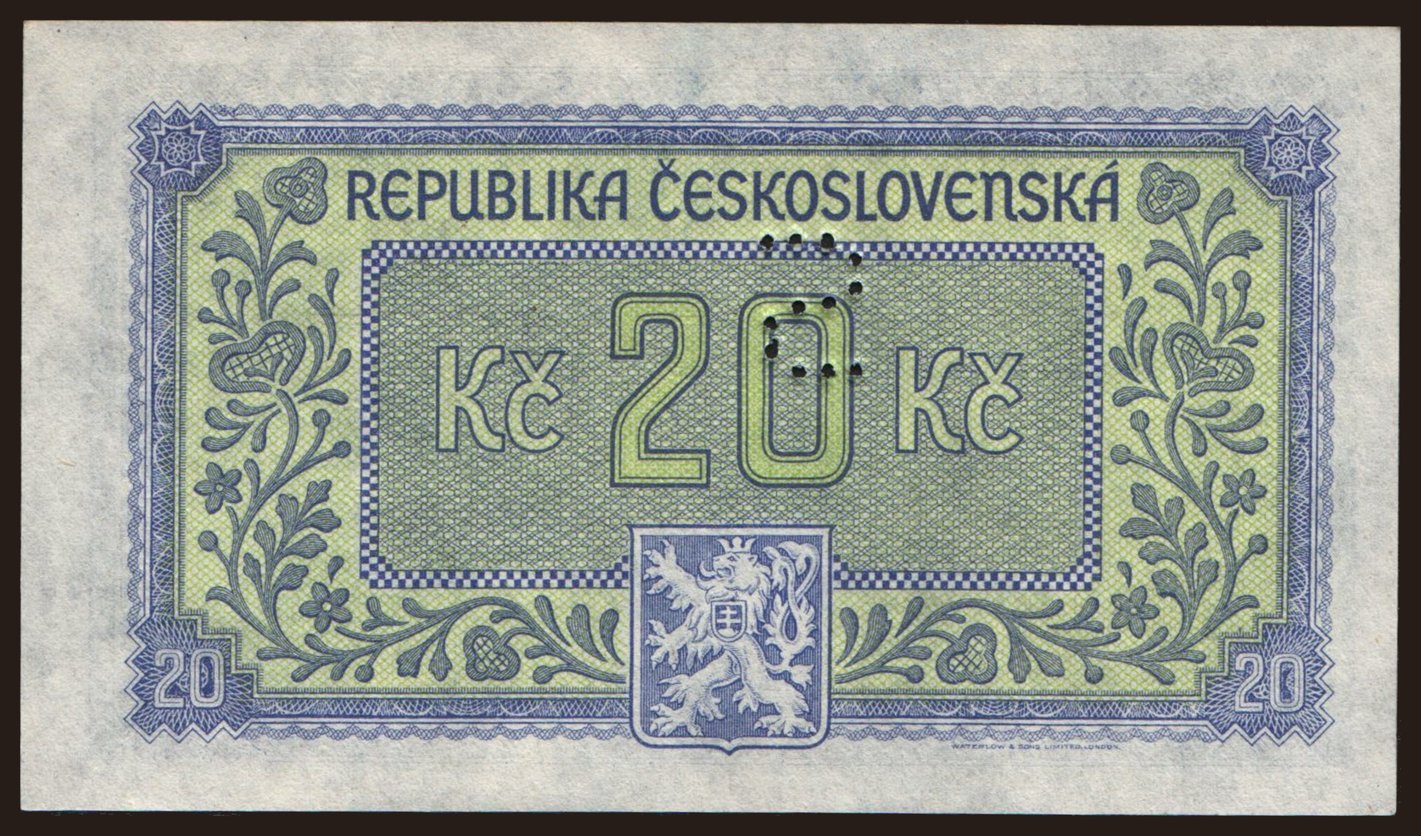 REPUBLIKA ČESKOSLOVENSKÁ
Kč 20 Kč
20 20
WATERLOW & SONS LIMITED, LONDON.